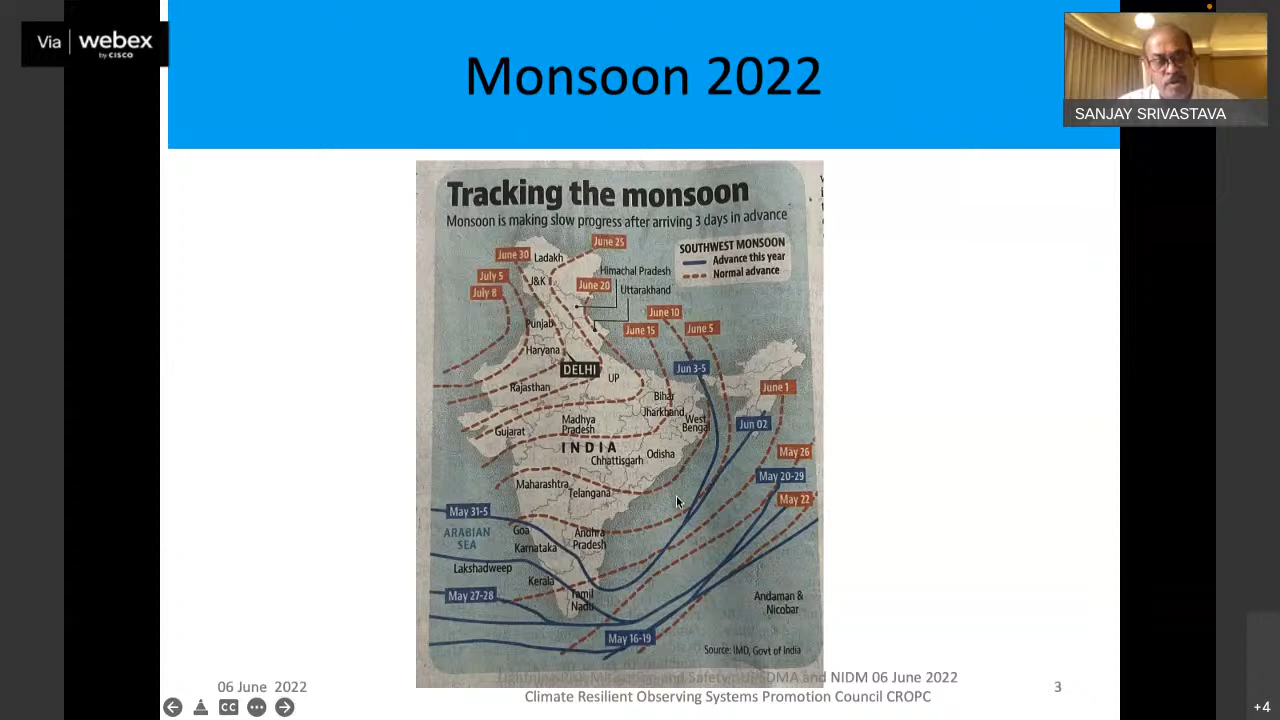 Via webex
by CISCO
Monsoon 2022
SANJAY SRIVASTAVA
Tracking the monsoon
Monsoon is making slow progress after arriving 3 days in advance
SOUTHWEST MONSOON
Advance this year
Normal advance
June 25
June 30
Ladakh
Himachal Pradesh
July 5
J&K
June 20
Uttarakhand
July 8
June 10
Punjab
June 15
June 5
Haryana
DELHI
UP
Jun 3-5
Rajasthan
June 1
Bihar
Jharkhand
West
Bengal
Madhya
Pradesh
Jun 02
Gujarat
INDIA
Odisha
May 26
Chhattisgarh
May 20-29
Maharashtra
Telangana
May 22
May 31-5
ARABIAN
SEA
Goa
Andhra
Pradesh
Karnataka
Lakshadweep
Kerala
May 27-28
Tamil
Nadu
Andaman &
Nicobar
May 16-19
Source: IMD, Govt of India
06 June 2022
and NIDM 06 June 2022
Climate Resilient Observing Systems Promotion Council CROPC
3
CC
+4